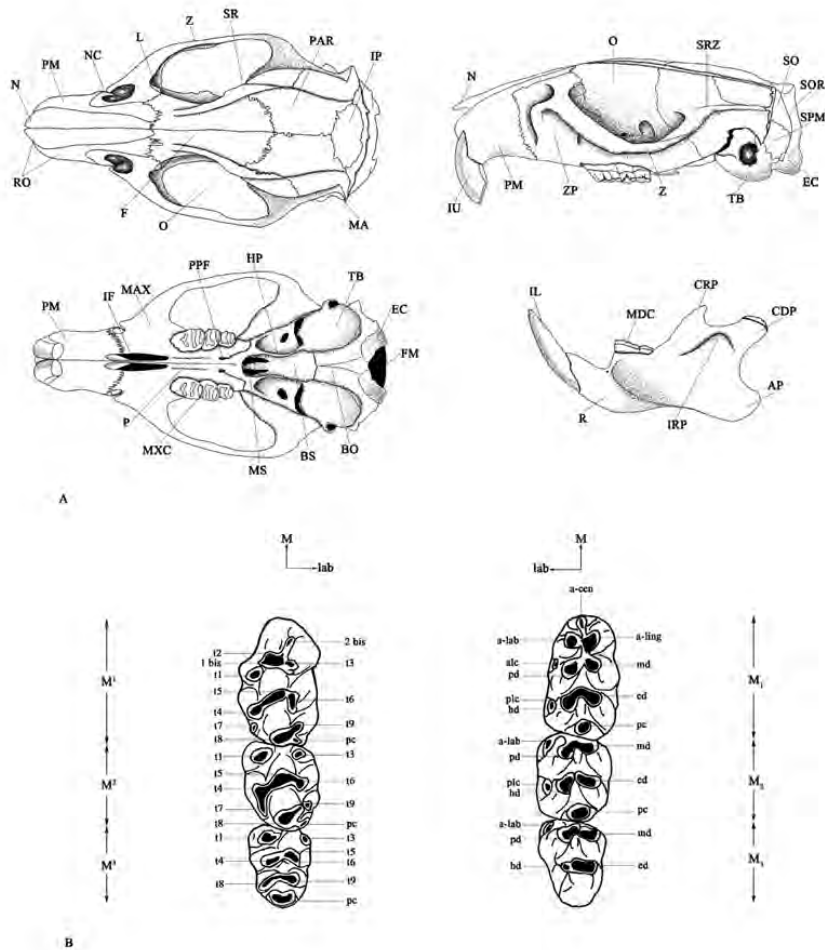 Z
SR
L
PAR
NC
IP
PM
N
RO
F
O
MA
O
SRZ
SO
N
SOR
SPM
IU
PM
ZP
Z
TB
EC
HP
PPF
TB
MAX
IF
EC
PM
FM
P
MXC
MS
BS
BO
CRP
IL
MDC
CDP
AP
R
IRP
A
M
lab
M
lab
a-cen
2 bis
t2
1 bis
t3
t1
t5
t6
t4
t7
t9
t8
pc
t1
t3
t5
t6
t4
t7
t9
t8
pc
t1
t3
t5
t4
t6
t8
t9
pc
M¹
M²
M³
a-lab
a-ling
alc
md
pd
plc
ed
hd
pc
a-lab
md
pd
plc
ed
hd
pc
a-lab
md
pd
hd
ed
M₁
M₂
M₃
B